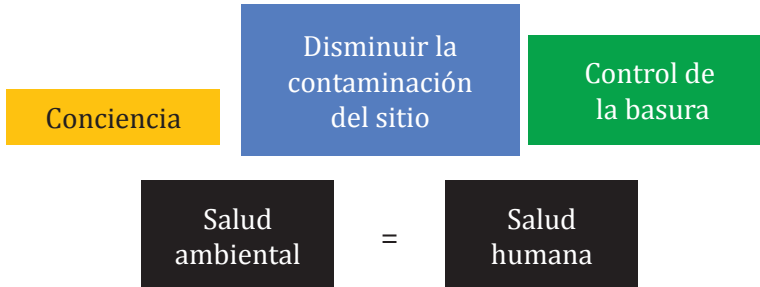 Conciencia
Disminuir la
contaminación
del sitio
Control de
la basura
Salud
ambiental
=
Salud
humana